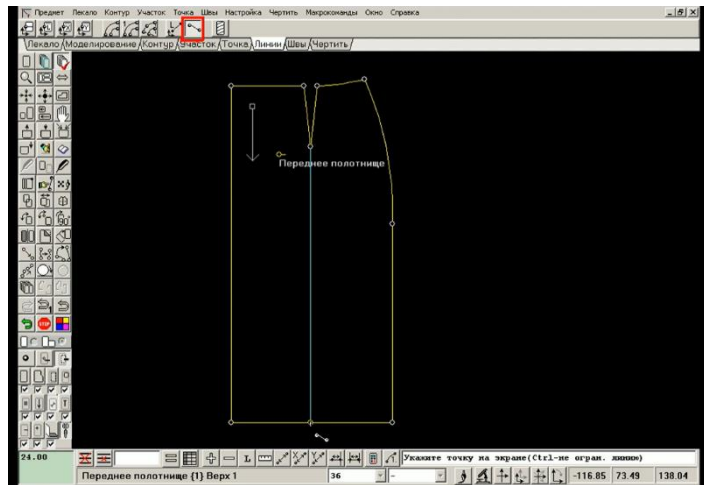 Предмет Лекало Контур Участок Точка Швы Настройка Чертить Макрокоманды Окно Справка
Лекало Моделирование Контур Участок Точка Линии Швы Чертить
Переднее полотнище
STOP
24.00
L
Укажите точку на экране(Ctrl-не огран. линию)
Переднее полотнище {1} Верх 1
36
-
-116.85
73.49
138.04